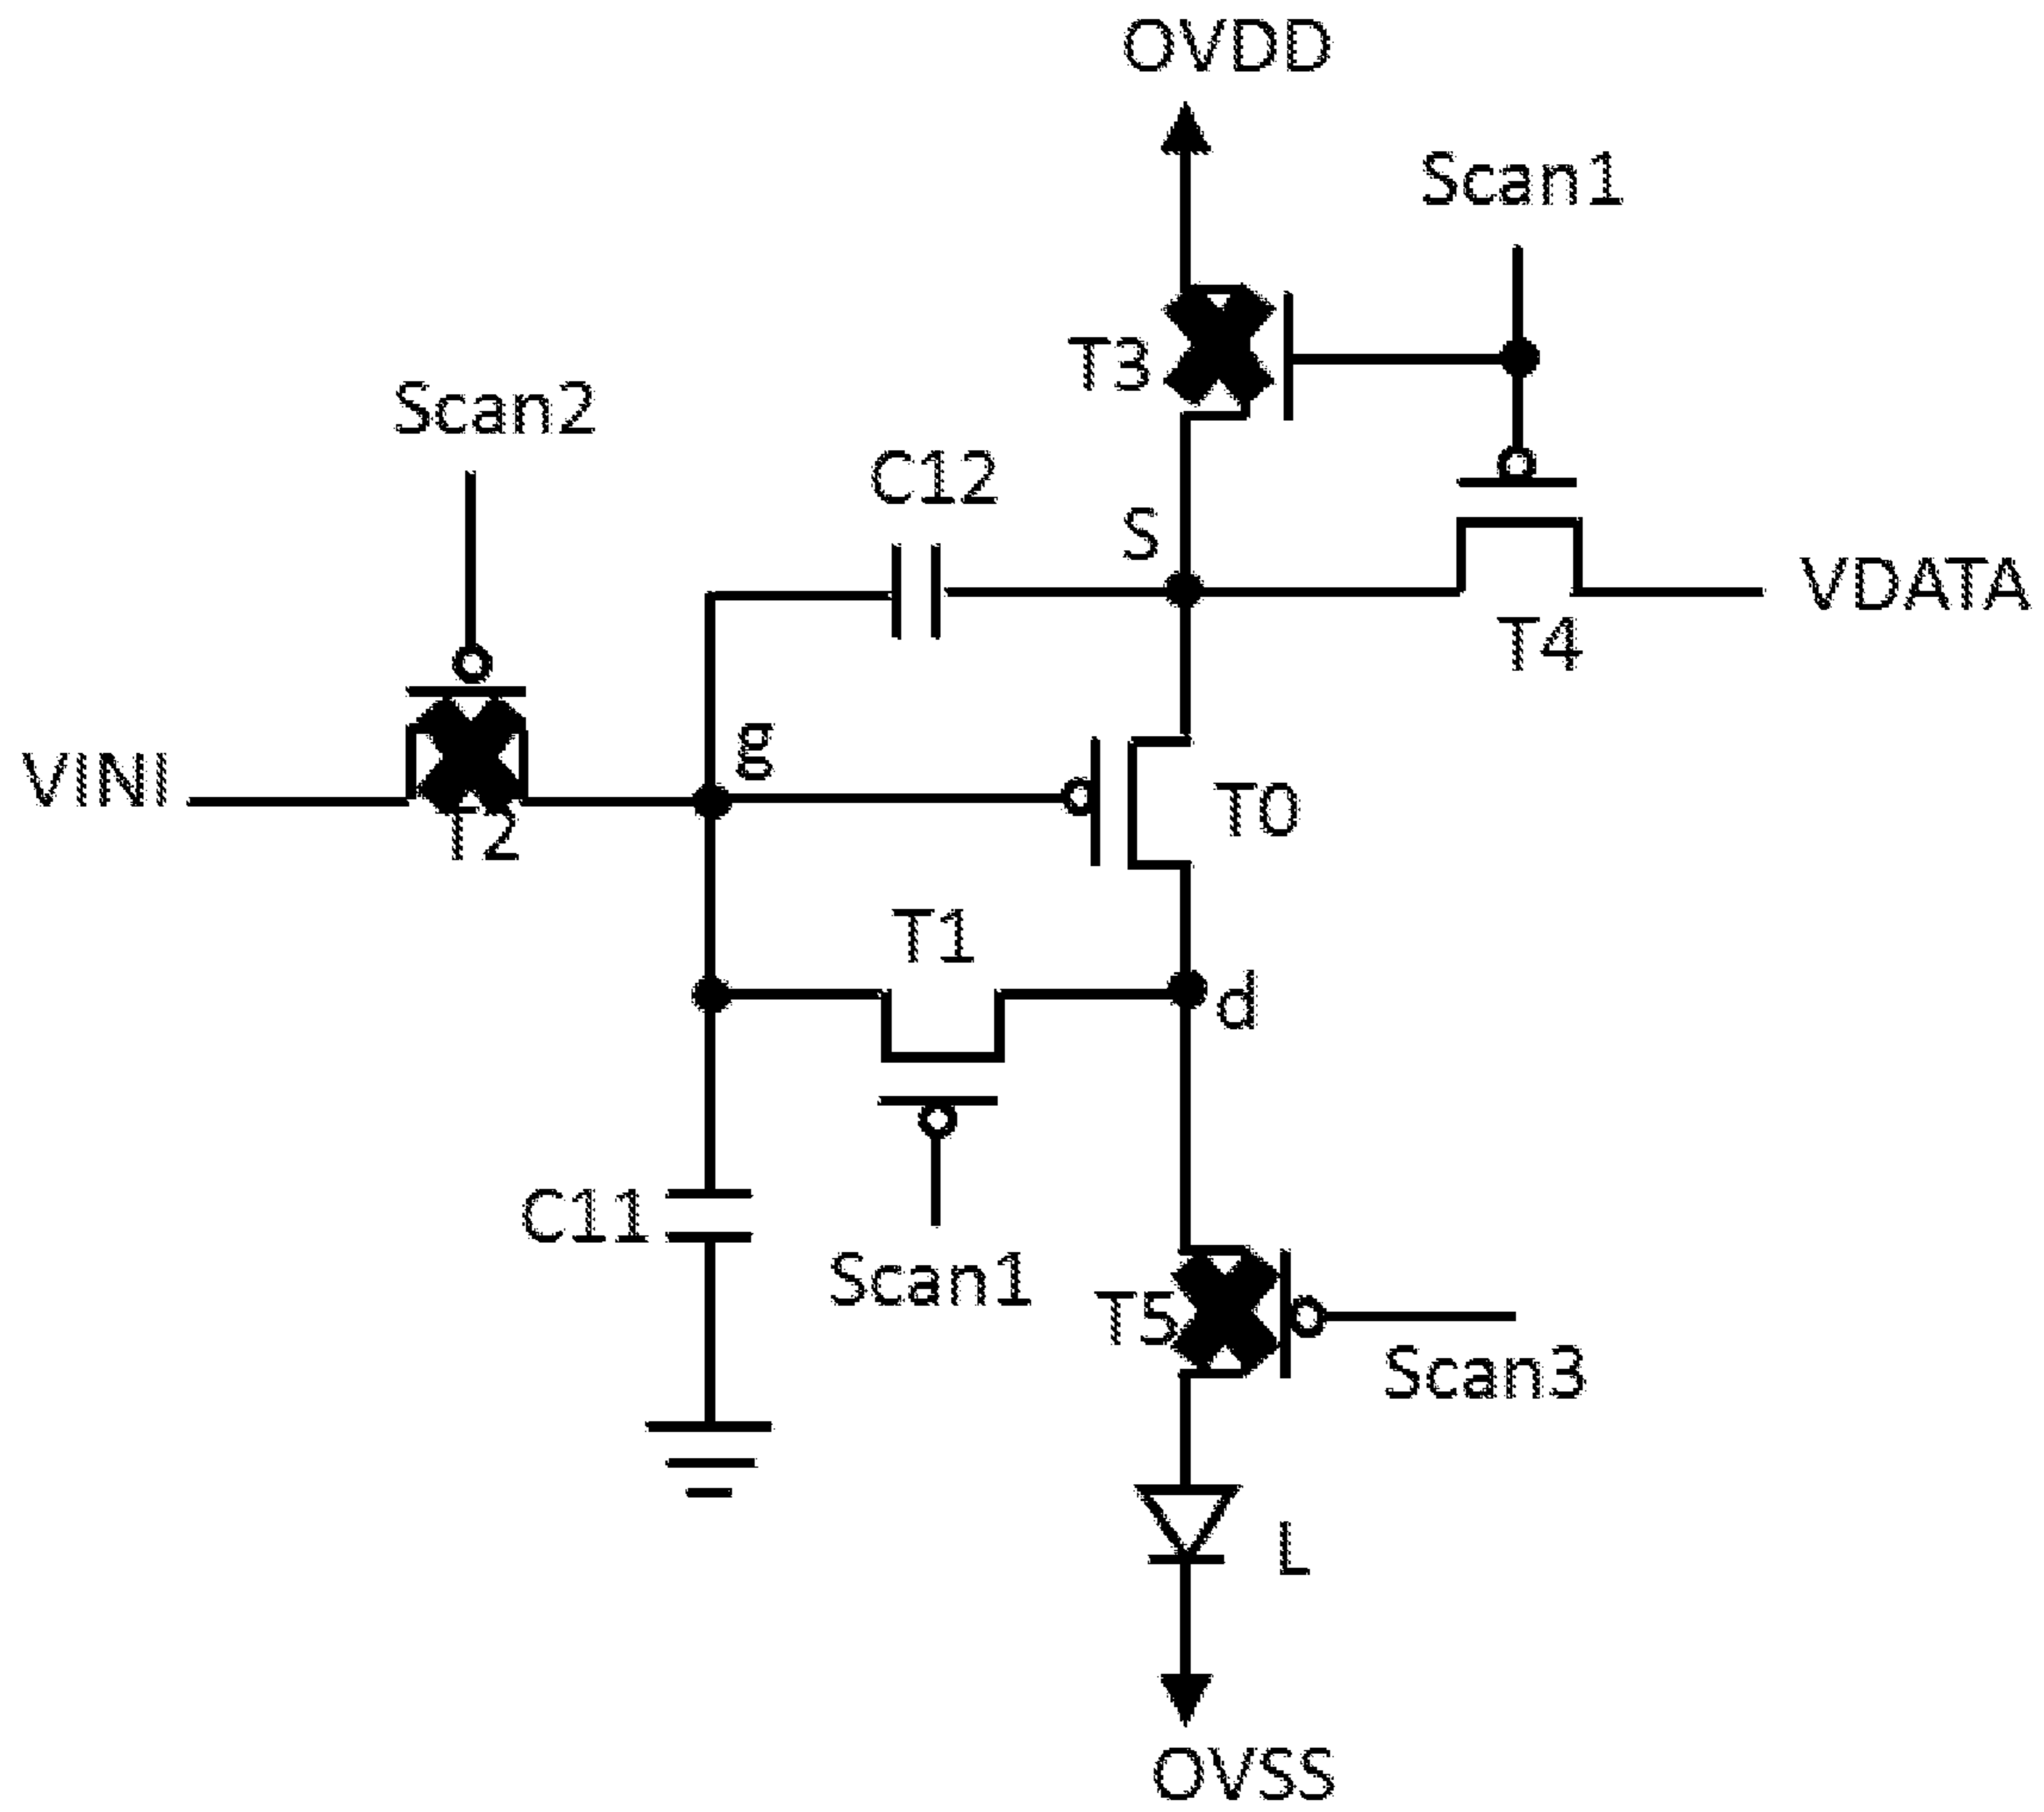 OVDD
Scan1
T3
Scan2
C12
S
VDATA
T4
g
VINI
T0
T2
T1
d
C11
Scan1
T5
Scan3
L
OVSS